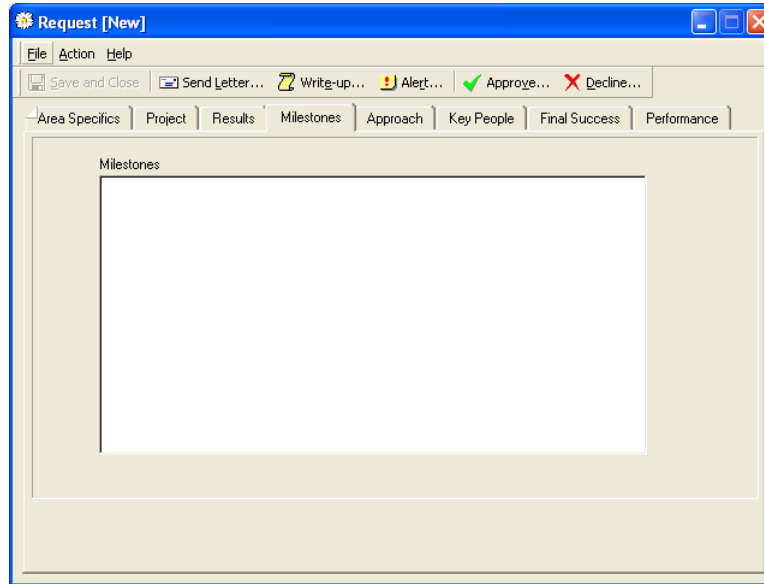 Request [New]
File Action Help
Save and Close Send Letter... Write-up... Alert... Approve... Decline...
Area Specifics Project Results Milestones Approach Key People Final Success Performance
Milestones